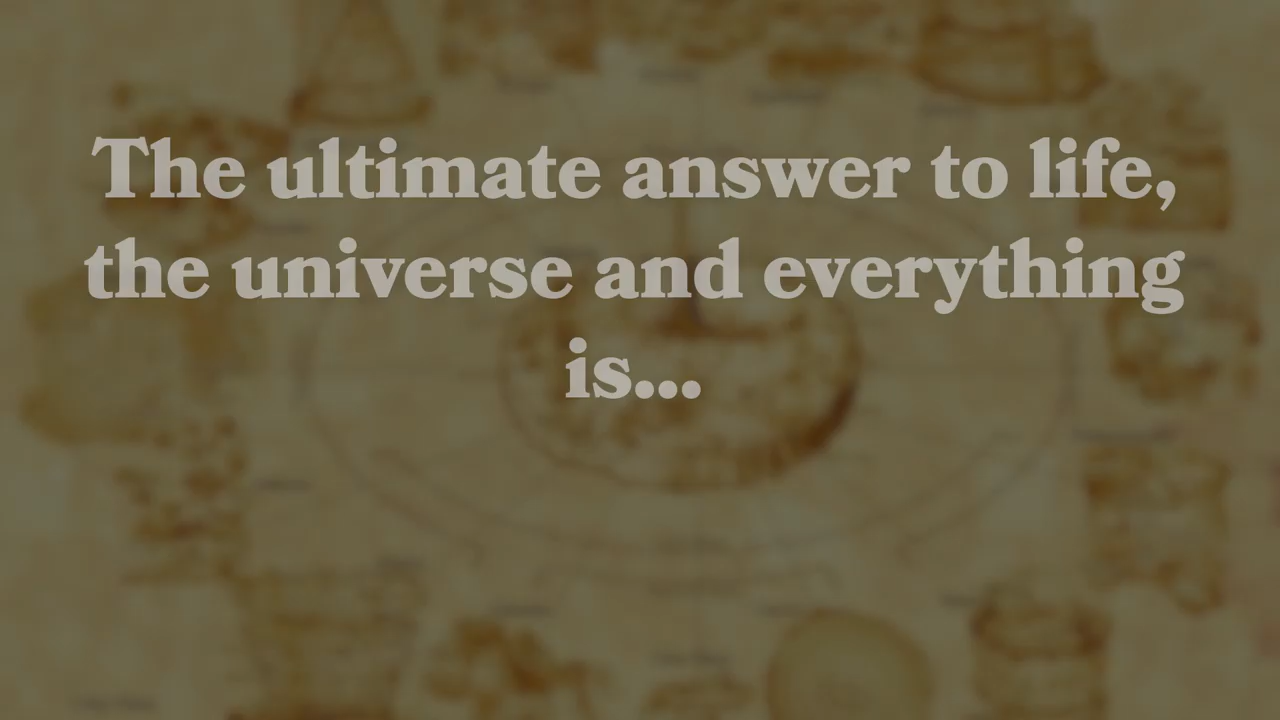 The ultimate answer to life,
the universe and everything
is...